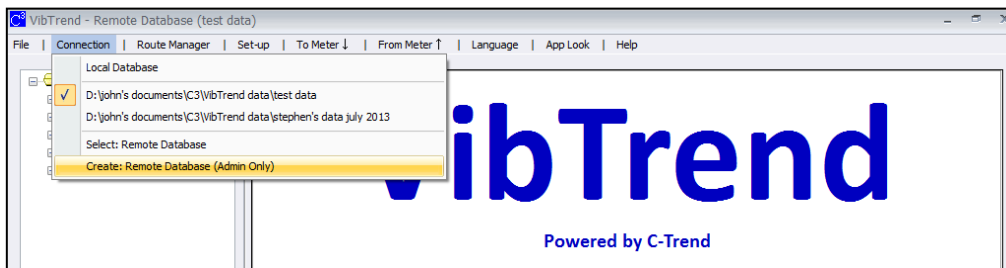 C³ VibTrend - Remote Database (test data)
File | Connection | Route Manager | Set-up | To Meter ↓ | From Meter ↑ | Language | App Look | Help
Local Database
D:\john's documents\C3\VibTrend data\test data
D:\john's documents\C3\VibTrend data\stephen's data july 2013
Select: Remote Database
Create: Remote Database (Admin Only)
VibTrend
Powered by C-Trend